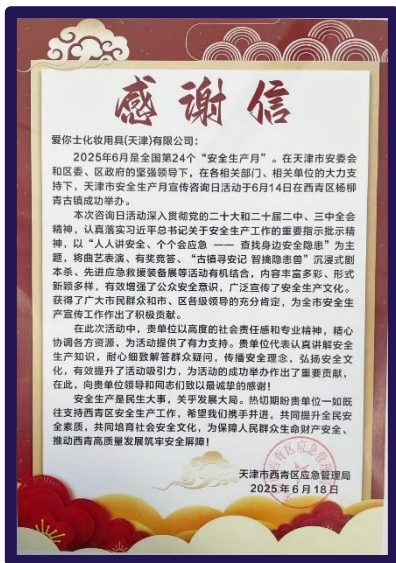 感谢信
爱你士化妆用具(天津)有限公司：
2025年6月是全国第24个“安全生产月”。在天津市安委会
和区委、区政府的坚强领导下，在各相关部门、相关单位的大力支
持下，天津市安全生产月宣传咨询日活动于6月14日在西青区杨柳
青古镇成功举办。
本次咨询日活动深入贯彻党的二十大和二十届二中、三中全会
精神，认真落实习近平总书记关于安全生产工作的重要指示批示精
神，以“人人讲安全、个个会应急 —— 查找身边安全隐患”为主
题，将曲艺表演、有奖竞答、“古镇寻安记 智擒隐患兽”沉浸式剧
本杀、先进应急救援装备展等活动有机结合，内容丰富多彩、形式
新颖多样，有效增强了公众安全意识，广泛宣传了安全生产文化。
获得了广大市民群众和市、区各级领导的充分肯定，为全市安全生
产宣传工作作出了积极贡献。
在此次活动中，贵单位以高度的社会责任感和专业精神，精心
协调各方资源，为活动提供了有力支持。贵单位代表认真讲解安全
生产知识，耐心细致解答群众疑问，传播安全理念，弘扬安全文
化，有效提升了活动吸引力，为活动的成功举办作出了重要贡献，
在此，向贵单位领导和同志们致以最诚挚的感谢！
安全生产是民生大事，关乎发展大局。热切期盼贵单位一如既
往支持西青区安全生产工作，希望我们携手并进，共同提升全民安
全素质，共同培育社会安全文化，为保障人民群众生命财产安全、
推动西青高质量发展筑牢安全屏障！
天津市西青区应急管理局
2025年6月18日